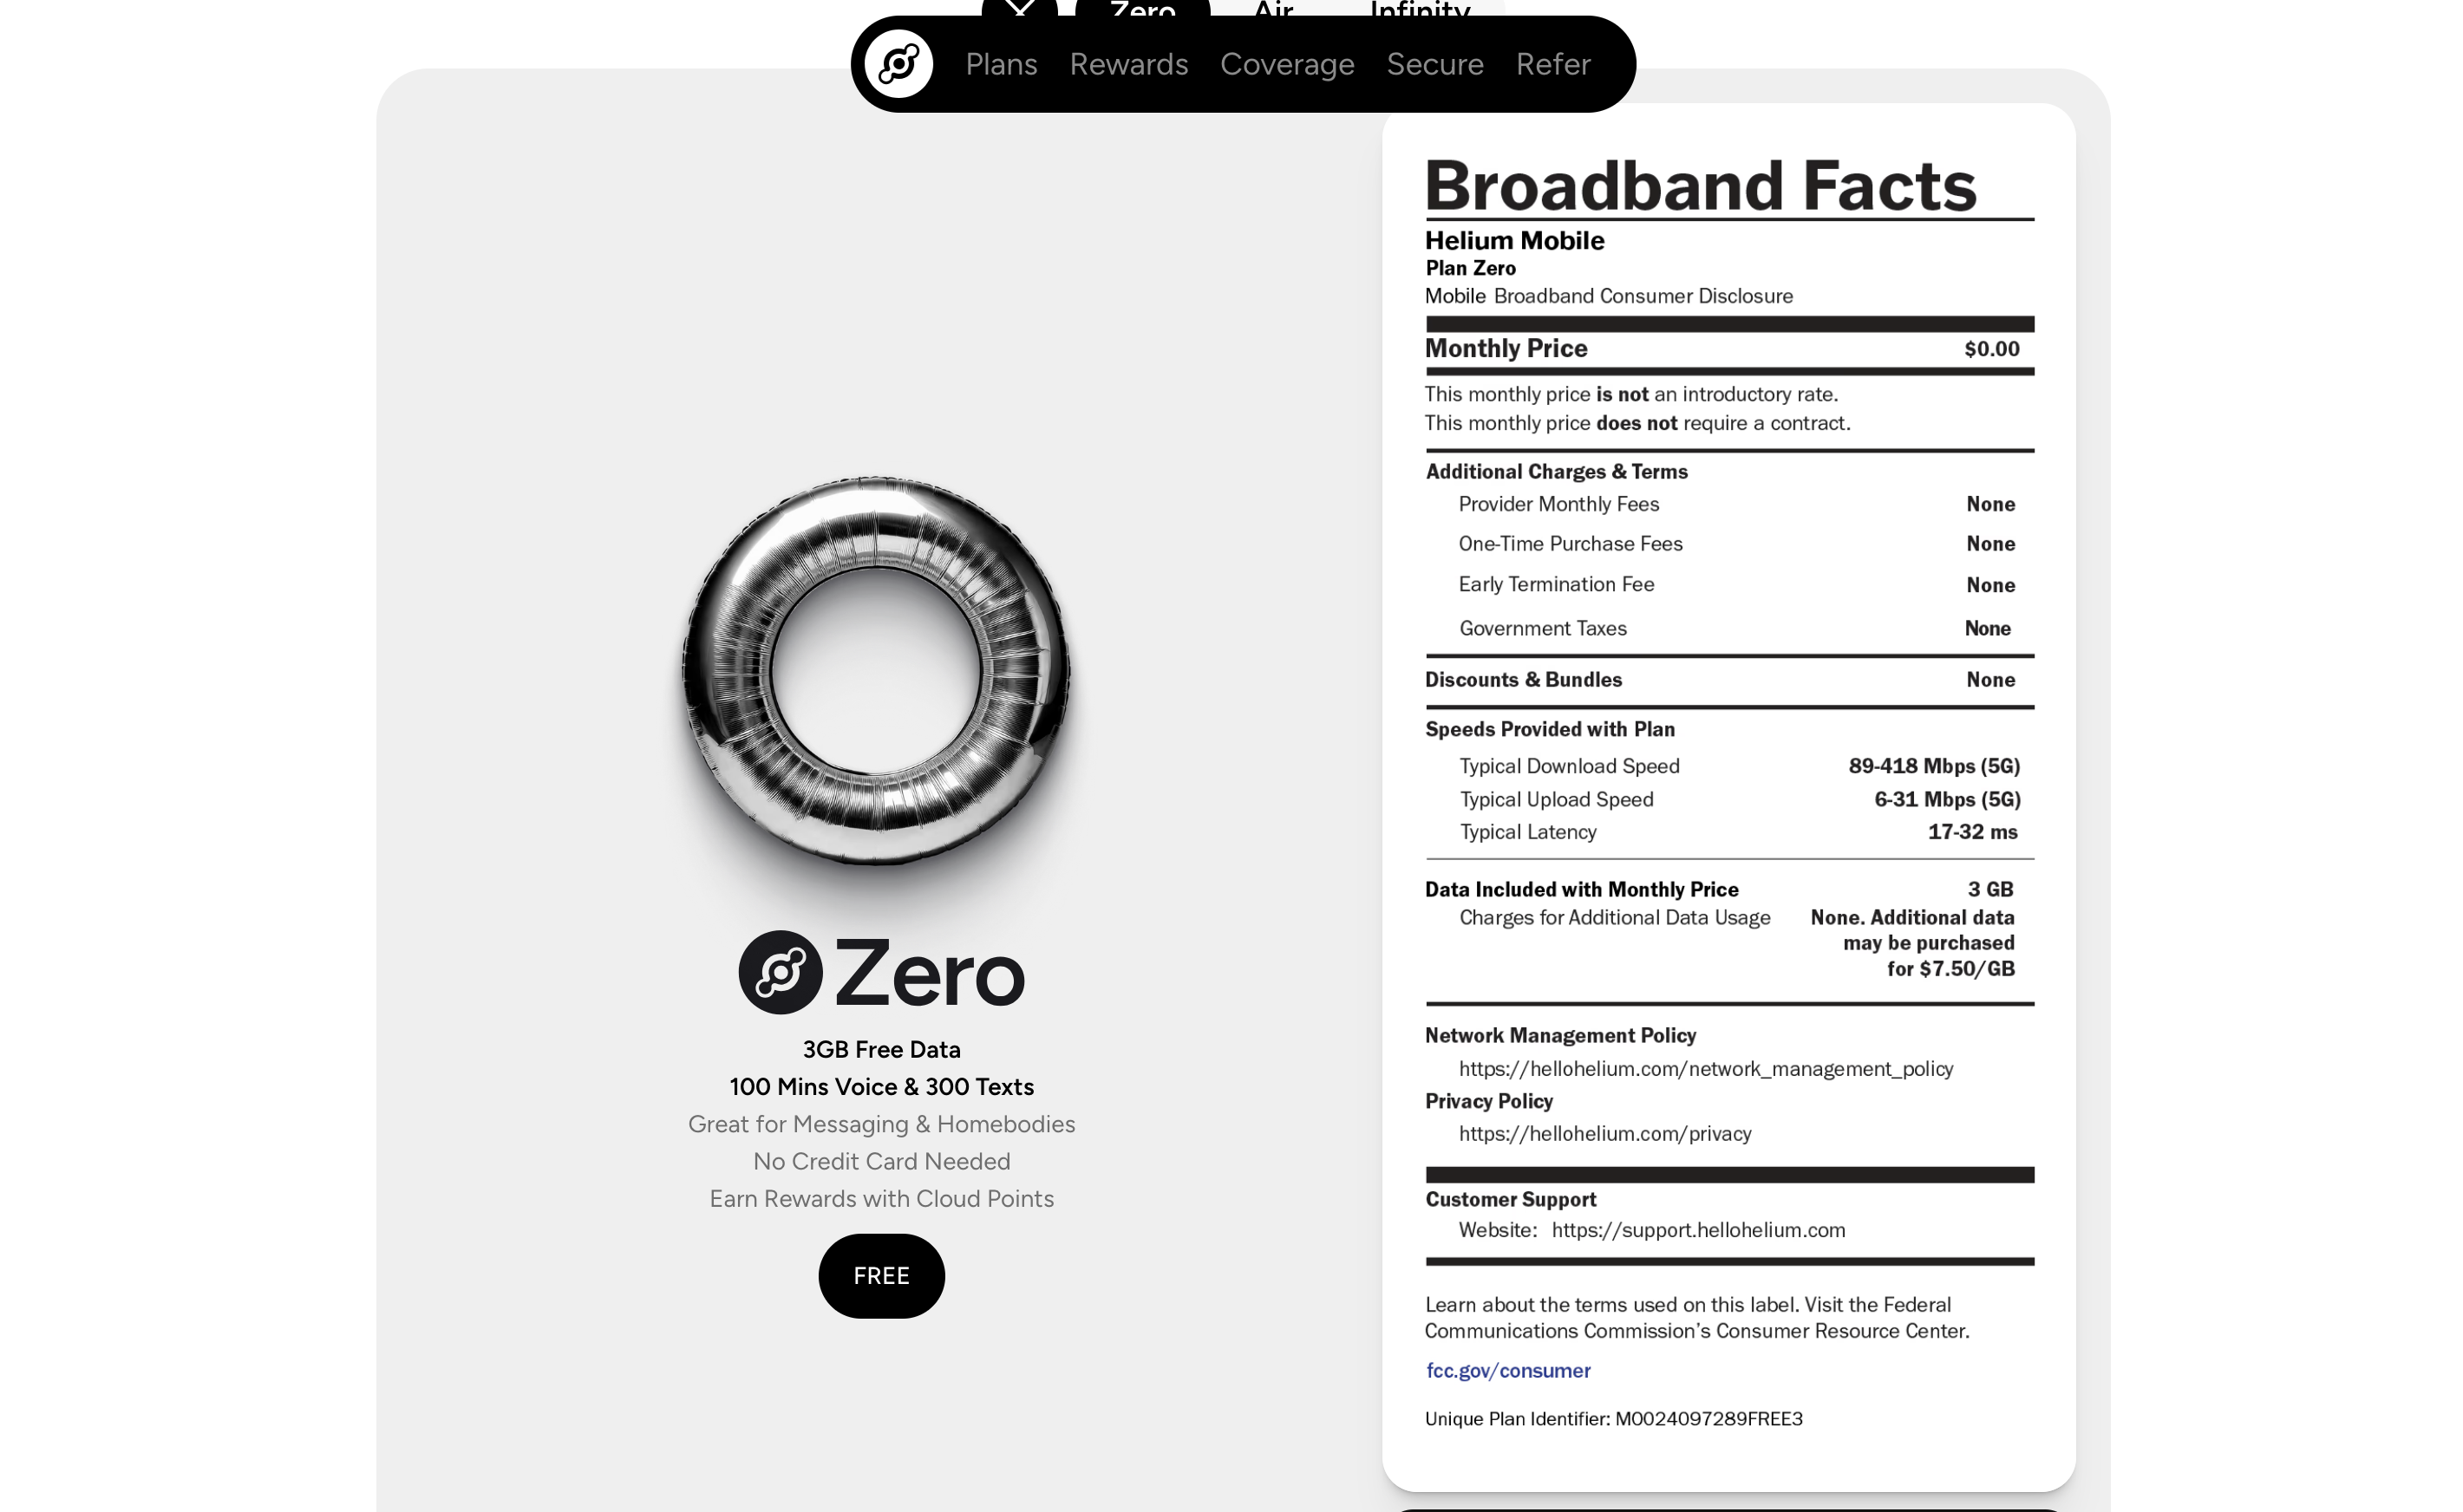 Zero Air Infinity
Plans Rewards Coverage Secure Refer
Zero
3GB Free Data
100 Mins Voice & 300 Texts
Great for Messaging & Homebodies
No Credit Card Needed
Earn Rewards with Cloud Points
FREE
Broadband Facts
Helium Mobile
Plan Zero
Mobile Broadband Consumer Disclosure
Monthly Price $0.00
This monthly price is not an introductory rate.
This monthly price does not require a contract.
Additional Charges & Terms
Provider Monthly Fees None
One-Time Purchase Fees None
Early Termination Fee None
Government Taxes None
Discounts & Bundles None
Speeds Provided with Plan
Typical Download Speed 89-418 Mbps (5G)
Typical Upload Speed 6-31 Mbps (5G)
Typical Latency 17-32 ms
Data Included with Monthly Price 3 GB
Charges for Additional Data Usage None. Additional data
may be purchased
for $7.50/GB
Network Management Policy
https://hellohelium.com/network_management_policy
Privacy Policy
https://hellohelium.com/privacy
Customer Support
Website: https://support.hellohelium.com
Learn about the terms used on this label. Visit the Federal
Communications Commission's Consumer Resource Center.
fcc.gov/consumer
Unique Plan Identifier: M0024097289FREE3